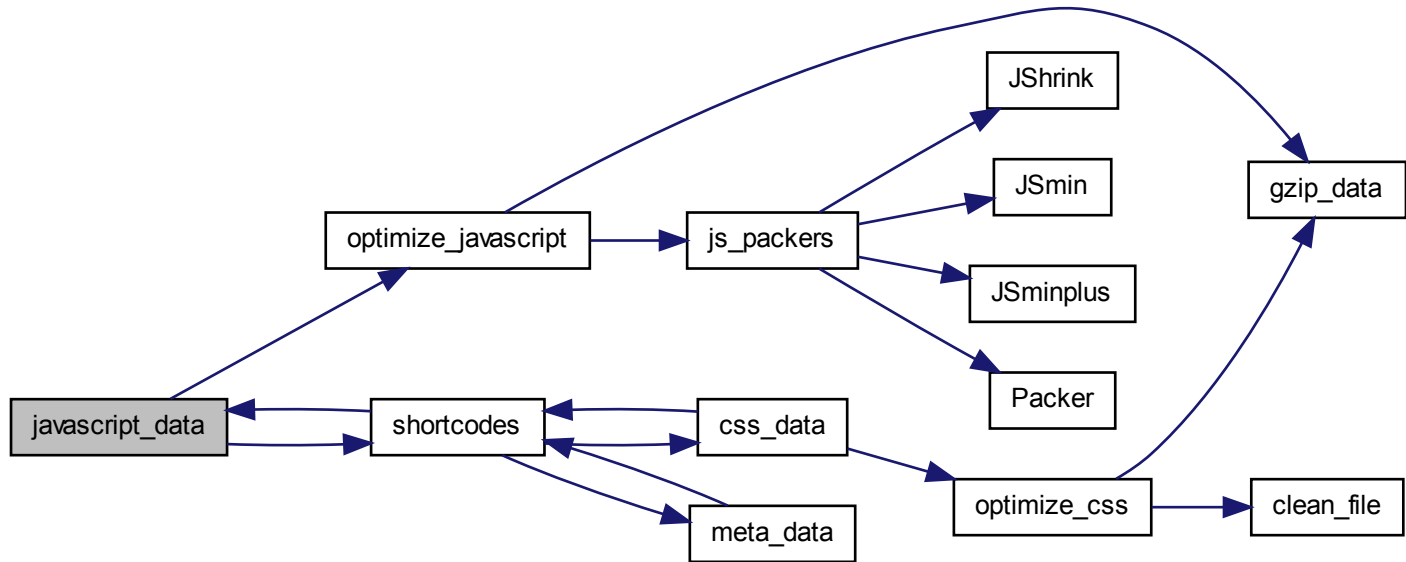 JShrink
JSmin
gzip_data
optimize_javascript
js_packers
JSminplus
Packer
javascript_data
shortcodes
css_data
optimize_css
clean_file
meta_data